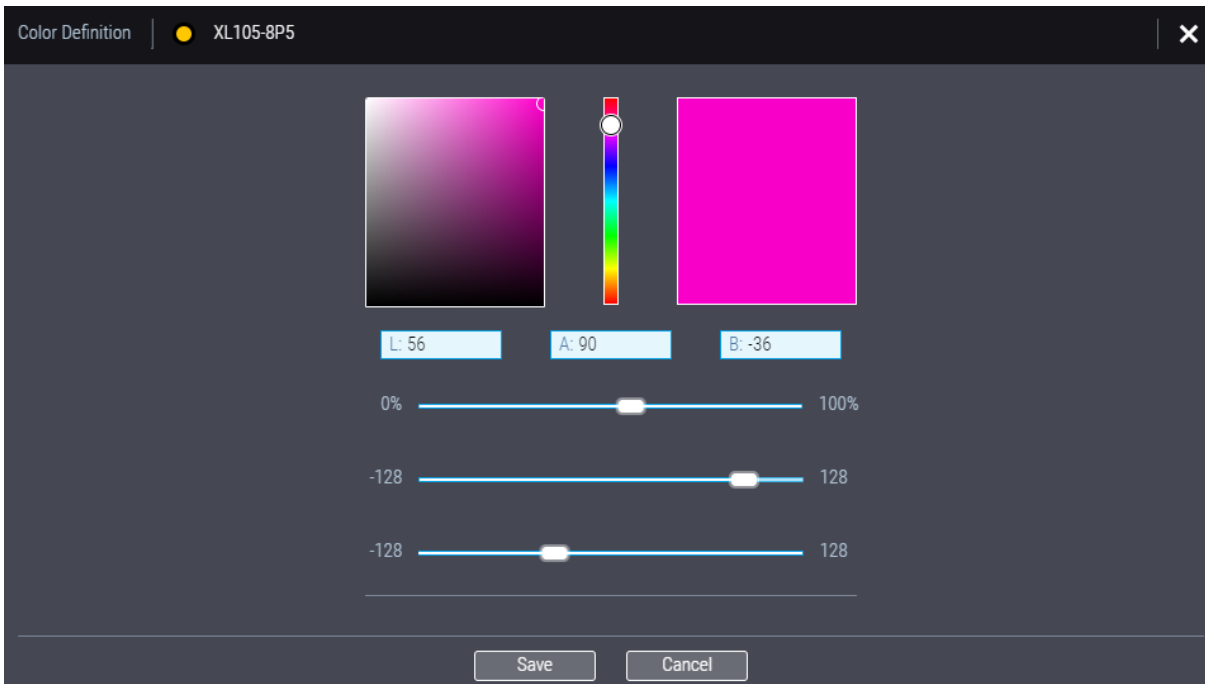 Color Definition XL105-8P5
L: 56 A: 90 B: -36
0% 100%
-128 128
-128 128
Save Cancel